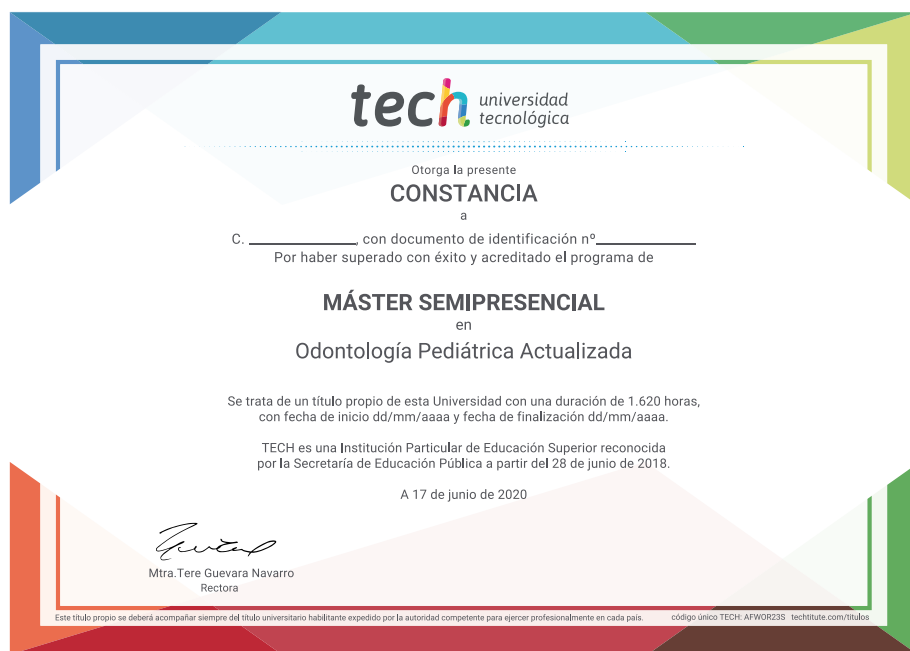 tech universidad
tecnológica
Otorga la presente
CONSTANCIA
a
C. ____________, con documento de identificación nº____________
Por haber superado con éxito y acreditado el programa de
MÁSTER SEMIPRESENCIAL
en
Odontología Pediátrica Actualizada
Se trata de un título propio de esta Universidad con una duración de 1.620 horas,
con fecha de inicio dd/mm/aaaa y fecha de finalización dd/mm/aaaa.
TECH es una Institución Particular de Educación Superior reconocida
por la Secretaría de Educación Pública a partir del 28 de junio de 2018.
A 17 de junio de 2020
Mtra.Tere Guevara Navarro
Rectora
Este título propio se deberá acompañar siempre del título universitario habilitante expedido por la autoridad competente para ejercer profesionalmente en cada país. código único TECH: AFWOR23S techtitute.com/titulos